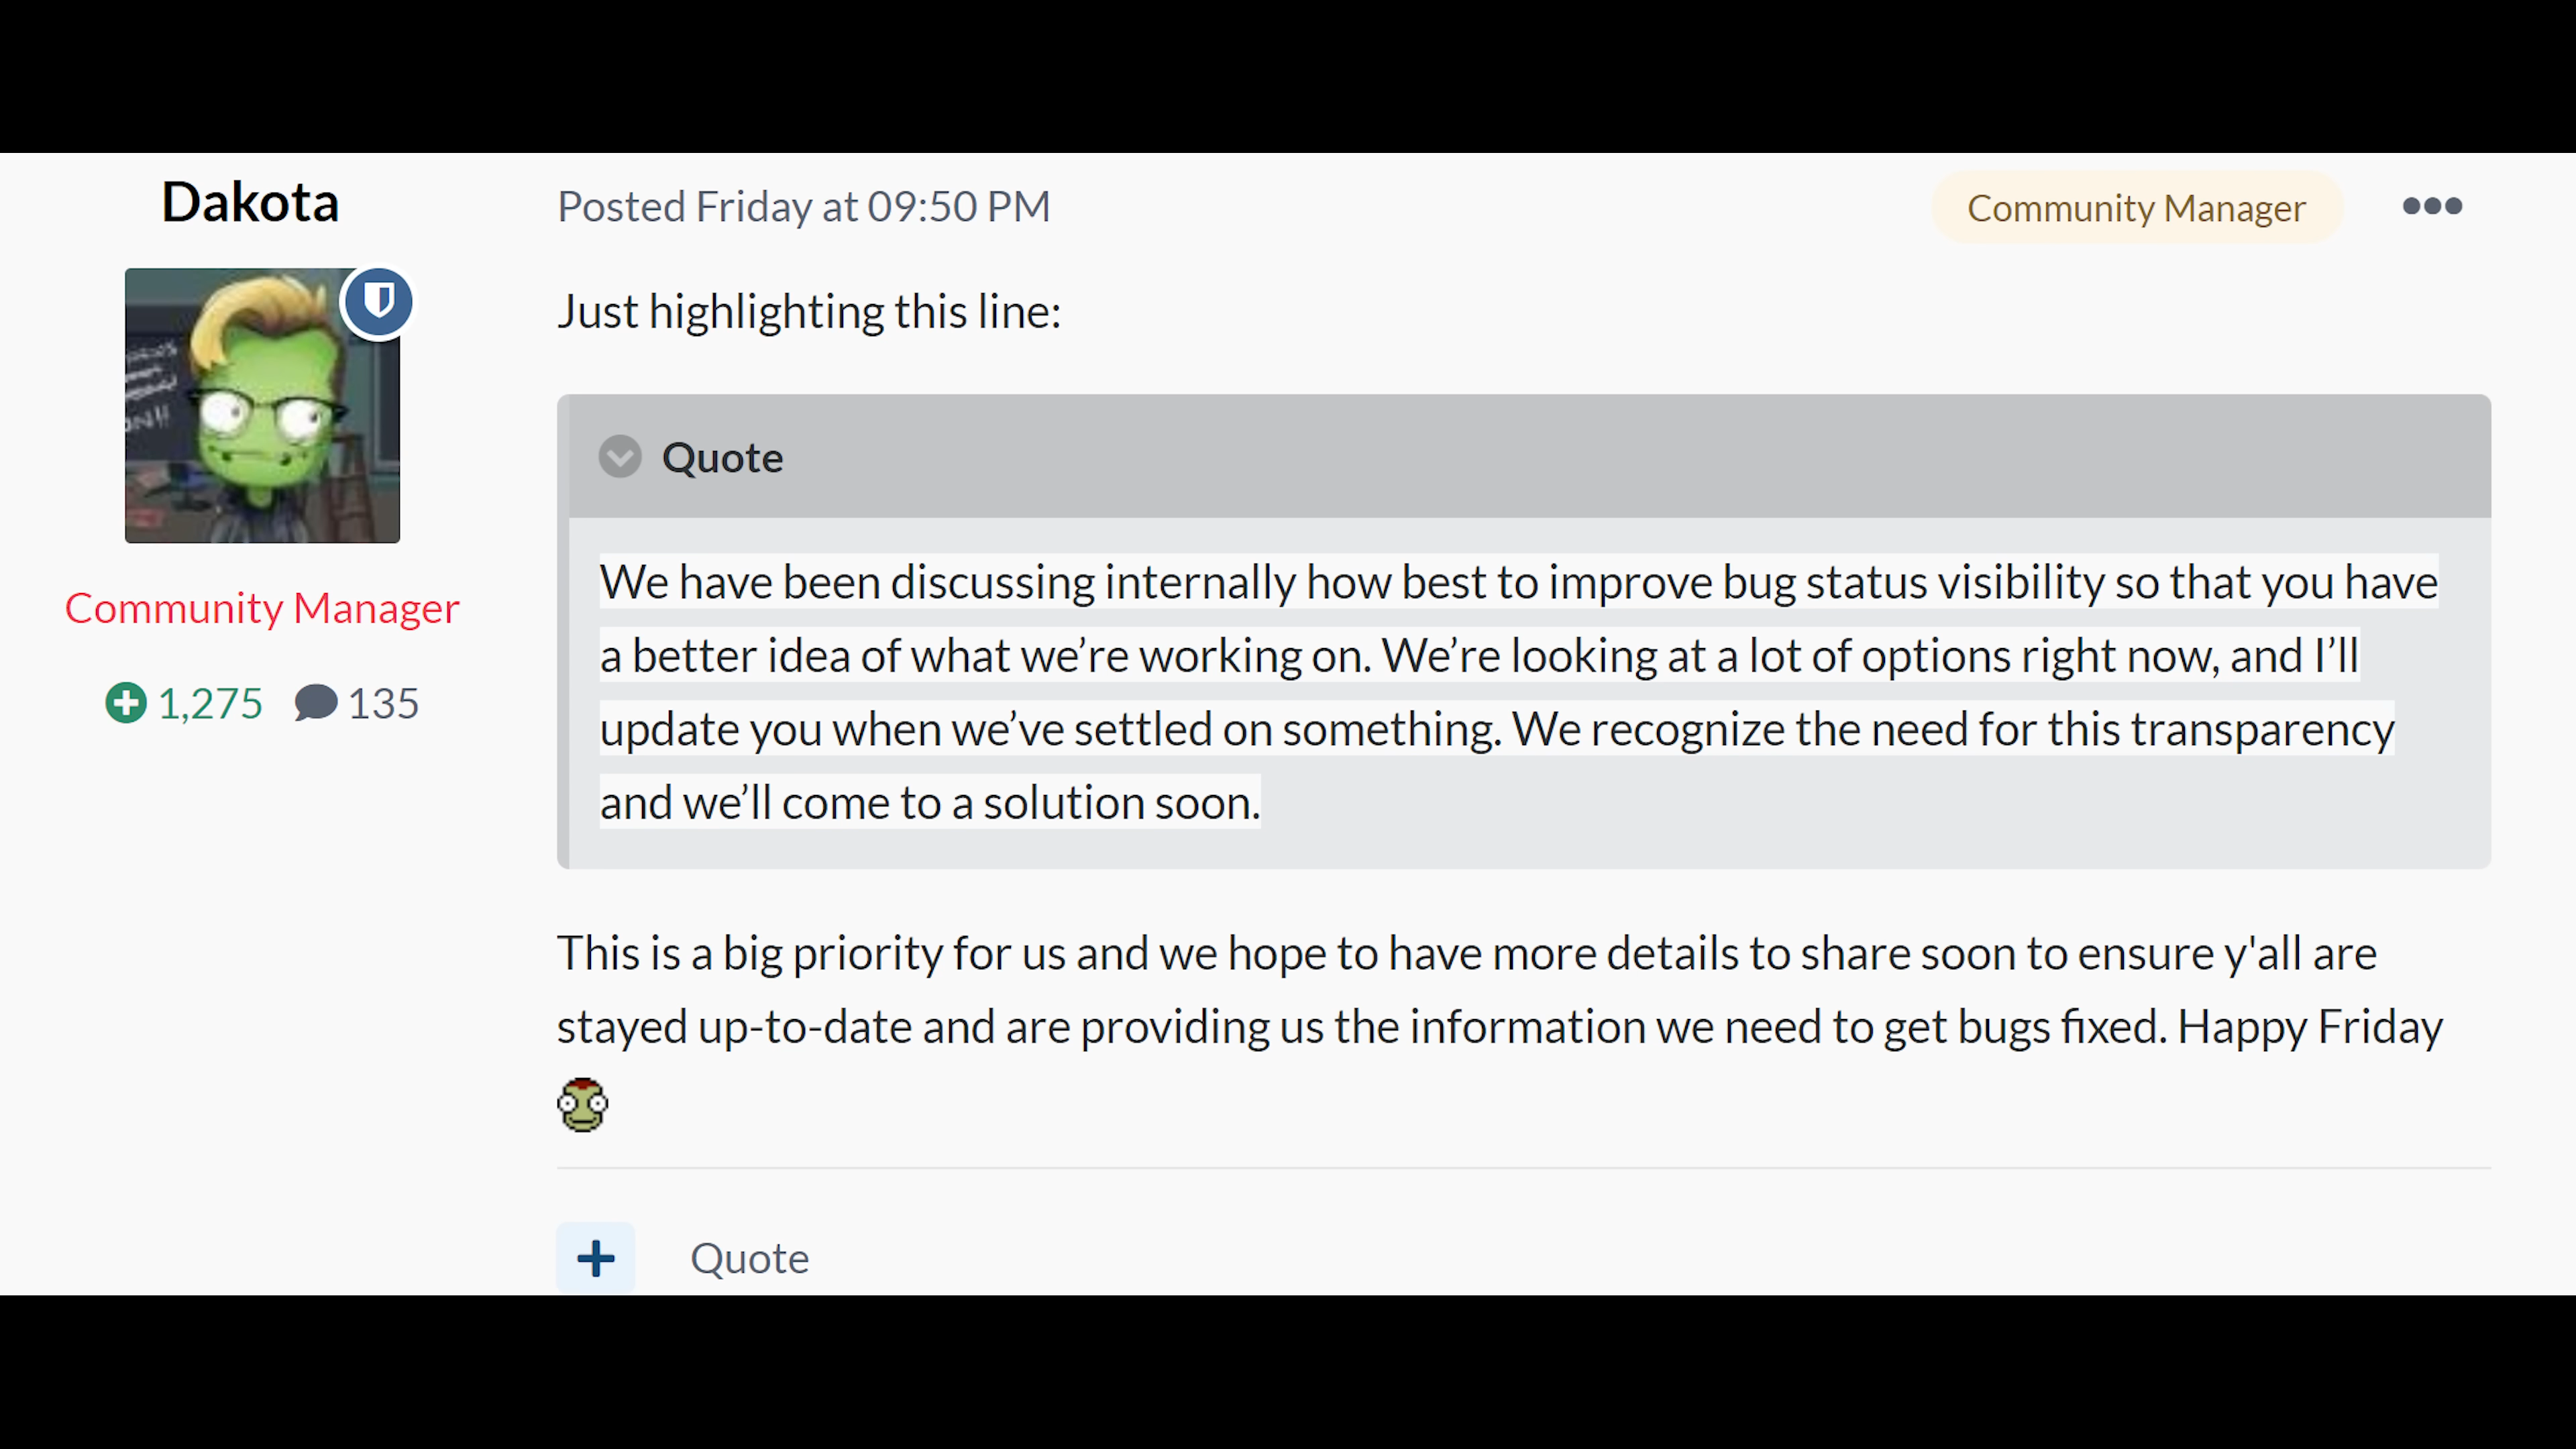 Dakota
Posted Friday at 09:50 PM
Community Manager
Just highlighting this line:
Quote
We have been discussing internally how best to improve bug status visibility so that you have
a better idea of what we’re working on. We’re looking at a lot of options right now, and I’ll
update you when we’ve settled on something. We recognize the need for this transparency
and we’ll come to a solution soon.
Community Manager
1,275 135
This is a big priority for us and we hope to have more details to share soon to ensure y'all are
stayed up-to-date and are providing us the information we need to get bugs fixed. Happy Friday
Quote